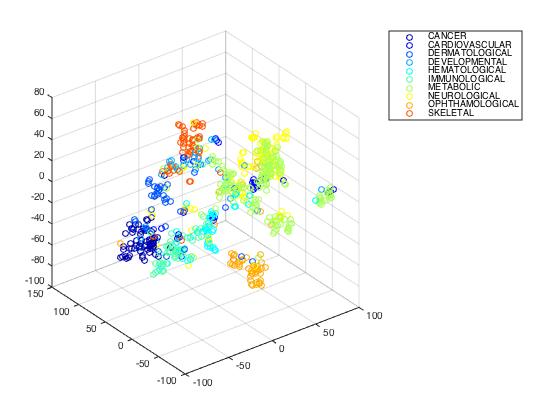 CANCER
CARDIOVASCULAR
DERMATOLOGICAL
DEVELOPMENTAL
HEMATOLOGICAL
IMMUNOLOGICAL
METABOLIC
NEUROLOGICAL
OPHTHAMOLOGICAL
SKELETAL
80
60
40
20
0
-20
-40
-60
-80
-100
150
100
50
0
-50
-100
-100
-50
0
50
100